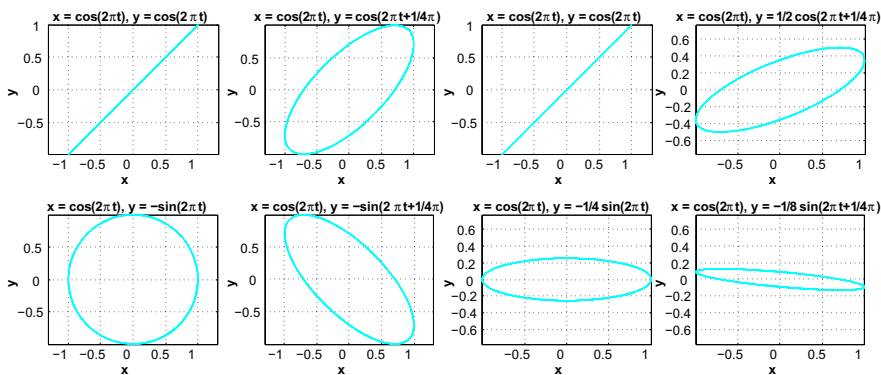 x = cos(2πt), y = cos(2πt)
1
0.5
0
−0.5
y
−1 −0.5 0 0.5 1
x
x = cos(2πt), y = cos(2πt+1/4π)
0.5
0
−0.5
y
−1 −0.5 0 0.5 1
x
x = cos(2πt), y = cos(2πt)
1
0.5
0
−0.5
y
−1 −0.5 0 0.5 1
x
x = cos(2πt), y = 1/2 cos(2πt+1/4π)
0.6
0.4
0.2
0
−0.2
−0.4
−0.6
y
−1 −0.5 0 0.5 1
x
x = cos(2πt), y = −sin(2πt)
0.5
0
−0.5
y
−1 −0.5 0 0.5 1
x
x = cos(2πt), y = −sin(2πt+1/4π)
0.5
0
−0.5
y
−1 −0.5 0 0.5 1
x
x = cos(2πt), y = −1/4 sin(2πt)
0.6
0.4
0.2
0
−0.2
−0.4
−0.6
y
−1 −0.5 0 0.5 1
x
x = cos(2πt), y = −1/8 sin(2πt+1/4π)
0.6
0.4
0.2
0
−0.2
−0.4
−0.6
y
−1 −0.5 0 0.5 1
x